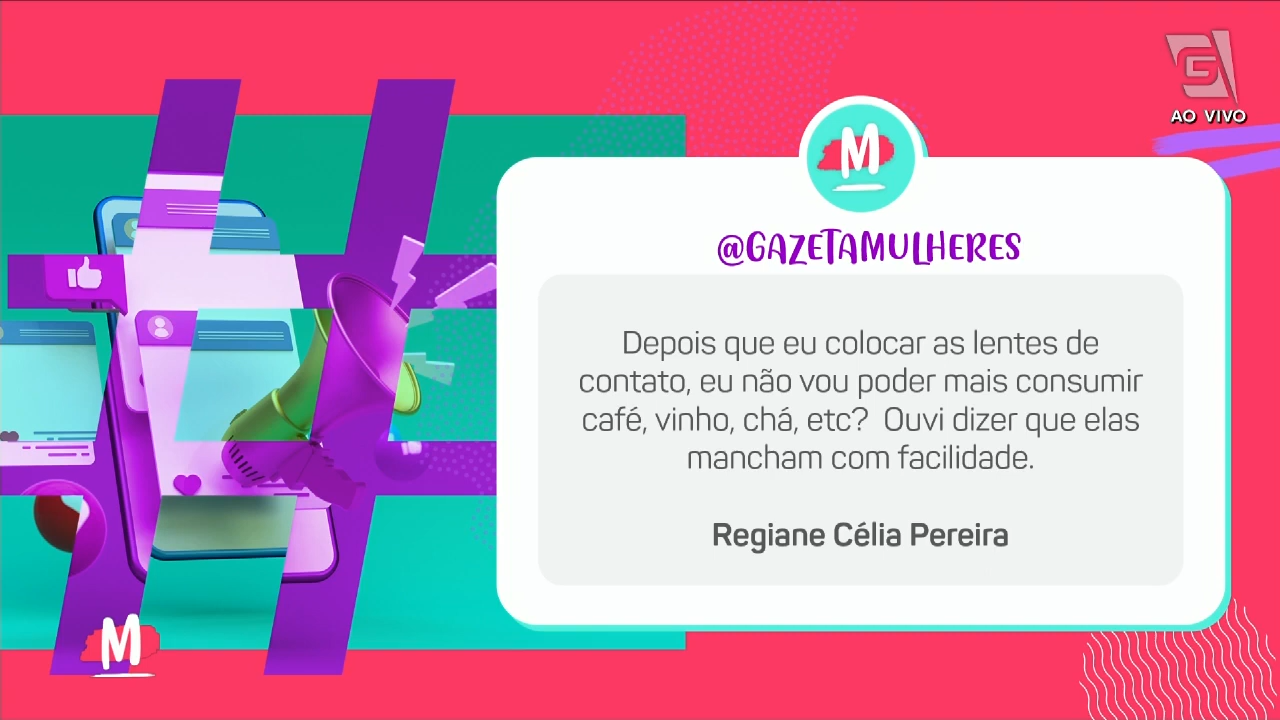 G
AO VIVO
M
@GAZETAMULHERES
Depois que eu colocar as lentes de
contato, eu não vou poder mais consumir
café, vinho, chá, etc?  Ouvi dizer que elas
mancham com facilidade.
Regiane Célia Pereira
M